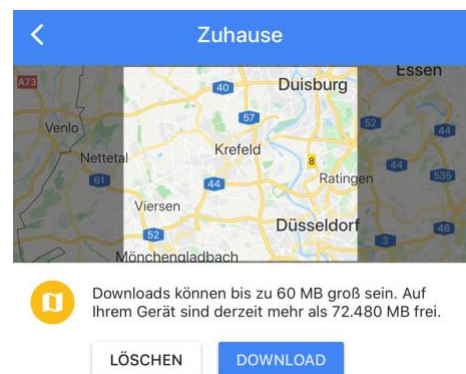 Zuhause
A73
40
Duisburg
Essen
57
Venlo
52
44
Krefeld
Nettetal
8
44
61
44
Ratingen
535
Viersen
52
Düsseldorf
46
3
Mönchengladbach
Downloads können bis zu 60 MB groß sein. Auf
Ihrem Gerät sind derzeit mehr als 72.480 MB frei.
LÖSCHEN DOWNLOAD